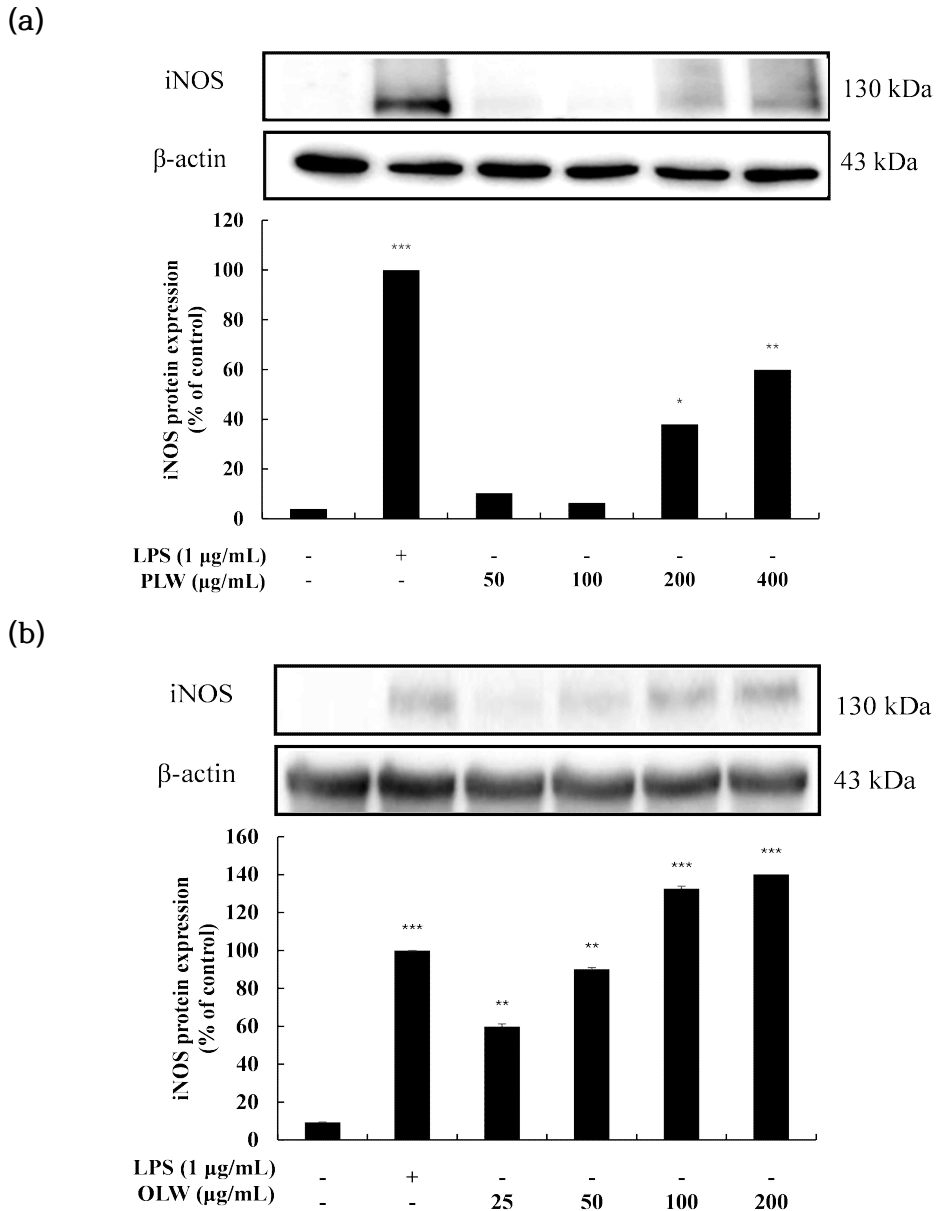 (a)
iNOS
130 kDa
β-actin
43 kDa
iNOS protein expression
(% of control)
120
100
80
60
40
20
0
***
*
**
LPS (1 μg/mL) - + - - - -
PLW (μg/mL) - - 50 100 200 400
(b)
iNOS
130 kDa
β-actin
43 kDa
iNOS protein expression
(% of control)
160
140
120
100
80
60
40
20
0
***
**
**
***
***
LPS (1 μg/mL) - + - - - -
OLW (μg/mL) - - 25 50 100 200